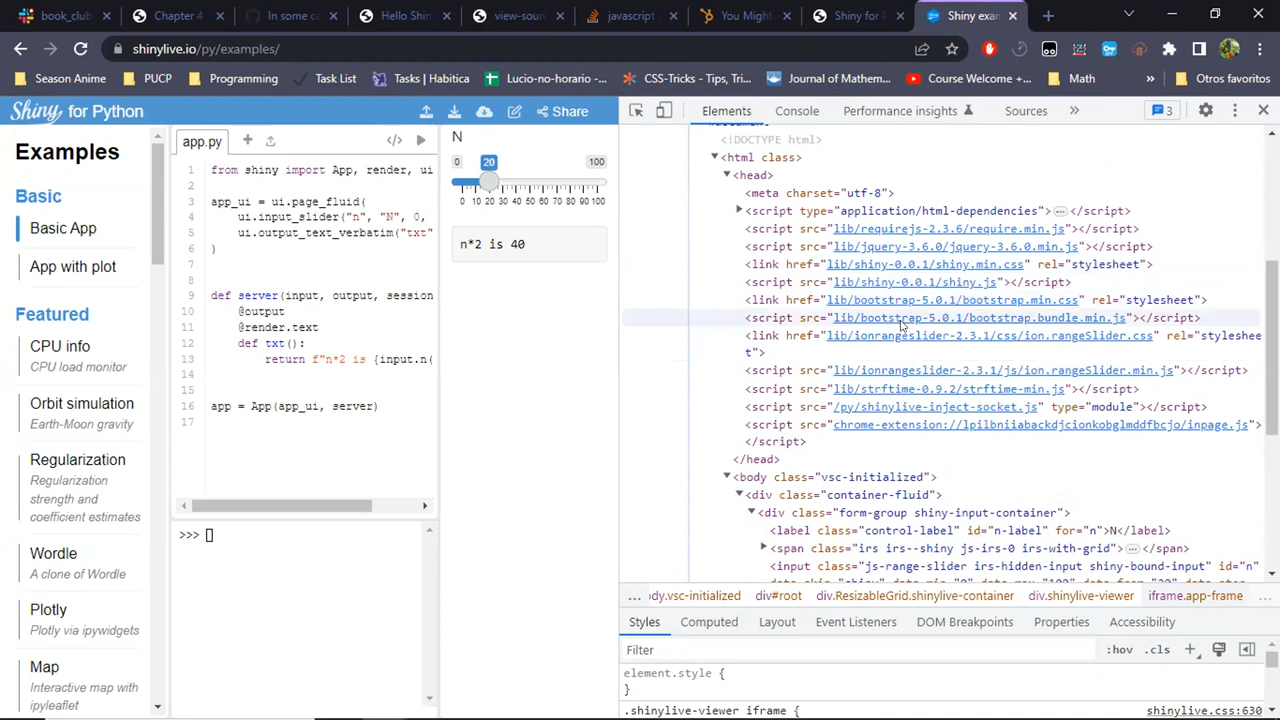 book_club
Chapter 4
In some ca
Hello Shin
view-sour
javascript
You Might
Shiny for
Shiny exa
shinylive.io/py/examples/
Season Anime
PUCP
Programming
Task List
Tasks | Habitica
Lucio-no-horario -...
CSS-Tricks - Tips, Tri...
Journal of Mathem...
Course Welcome +...
Math
»
Otros favoritos
Shiny for Python
Share
Examples
Basic
Basic App
App with plot
Featured
CPU info
CPU load monitor
Orbit simulation
Earth-Moon gravity
Regularization
Regularization
strength and
coefficient estimates
Wordle
A clone of Wordle
Plotly
Plotly via ipywidgets
Map
Interactive map with
ipyleaflet
app.py
+
</>
1 from shiny import App, render, ui
2
3 app_ui = ui.page_fluid(
4 ui.input_slider("n", "N", 0,
5 ui.output_text_verbatim("txt"
6 )
7
8
9 def server(input, output, session
10 @output
11 @render.text
12 def txt():
13 return f"n*2 is {input.n(
14
15
16 app = App(app_ui, server)
17
>>>
N
0 20 100
0 10 20 30 40 50 60 70 80 90 100
n*2 is 40
Elements Console Performance insights Sources » 3
<!DOCTYPE html>
<html class>
<head>
<meta charset="utf-8">
<script type="application/html-dependencies">…</script>
<script src="lib/requirejs-2.3.6/require.min.js"></script>
<script src="lib/jquery-3.6.0/jquery-3.6.0.min.js"></script>
<link href="lib/shiny-0.0.1/shiny.min.css" rel="stylesheet">
<script src="lib/shiny-0.0.1/shiny.js"></script>
<link href="lib/bootstrap-5.0.1/bootstrap.min.css" rel="stylesheet">
<script src="lib/bootstrap-5.0.1/bootstrap.bundle.min.js"></script>
<link href="lib/ionrangeslider-2.3.1/css/ion.rangeSlider.css" rel="styleshee
t">
<script src="lib/ionrangeslider-2.3.1/js/ion.rangeSlider.min.js"></script>
<script src="lib/strftime-0.9.2/strftime-min.js"></script>
<script src="/py/shinylive-inject-socket.js" type="module"></script>
<script src="chrome-extension://lpilbniiabackdjcionkobglmddfbcjo/inpage.js">
</script>
</head>
<body class="vsc-initialized">
<div class="container-fluid">
<div class="form-group shiny-input-container">
<label class="control-label" id="n-label" for="n">N</label>
<span class="irs irs--shiny js-irs-0 irs-with-grid">…</span>
<input class="js-range-slider irs-hidden-input shiny-bound-input" id="n"
... ody.vsc-initialized div#root div.ResizableGrid.shinylive-container div.shinylive-viewer iframe.app-frame ...
Styles Computed Layout Event Listeners DOM Breakpoints Properties Accessibility
Filter :hov .cls +
element.style {
}
.shinylive-viewer iframe { shinylive.css:630